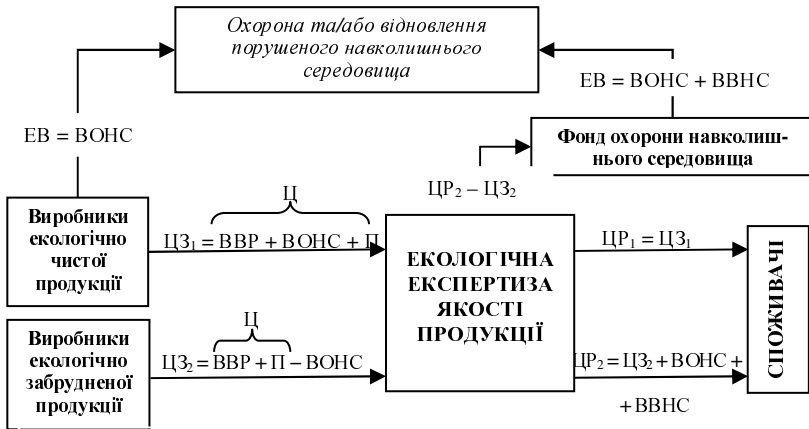 Охорона та/або відновлення
порушеного навколишнього
середовища
ЕВ = ВОНС
ЕВ = ВОНС + ВВНС
Фонд охорони навколиш-
нього середовища
ЦР₂ – ЦЗ₂
Виробники
екологічно
чистої
продукції
Ц
ЦЗ₁ = ВВР + ВОНС + П
ЕКОЛОГІЧНА
ЕКСПЕРТИЗА
ЯКОСТІ
ПРОДУКЦІЇ
ЦР₁ = ЦЗ₁
СПОЖИВАЧІ
Виробники
екологічно
забрудненої
продукції
Ц
ЦЗ₂ = ВВР + П – ВОНС
ЦР₂ = ЦЗ₂ + ВОНС +
+ ВВНС